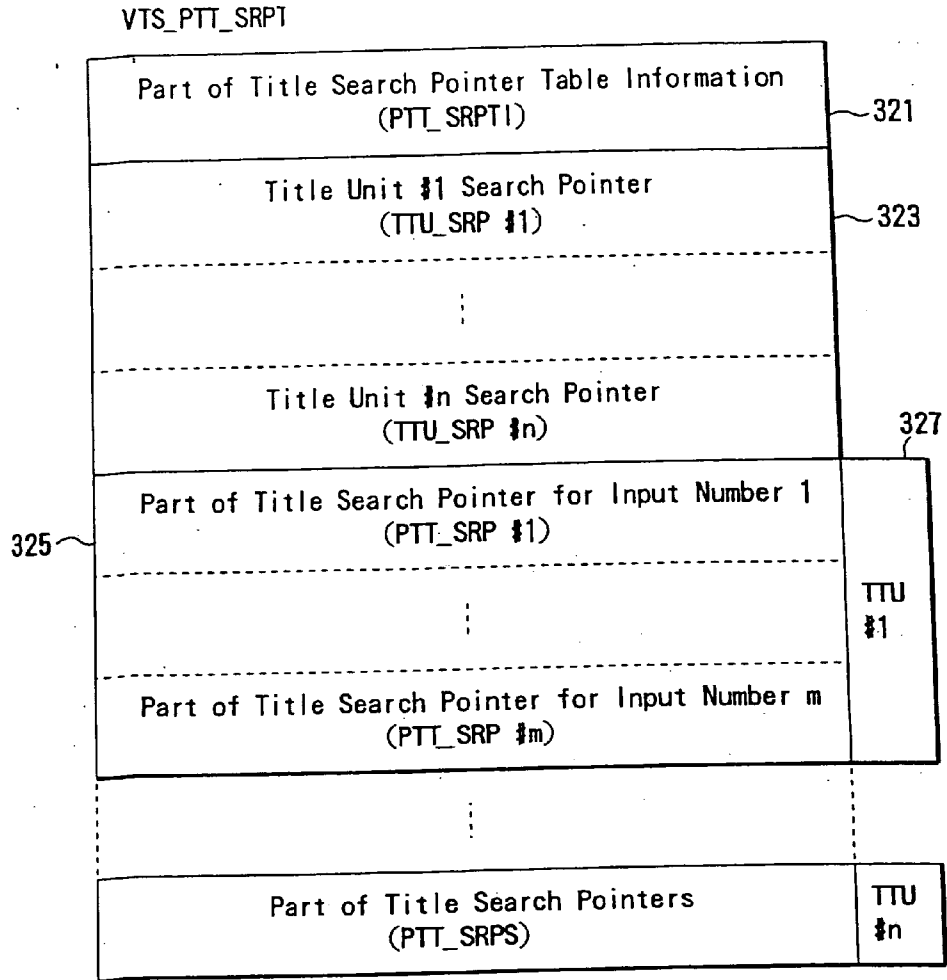 VTS_PTT_SRPT
Part of Title Search Pointer Table Information
(PTT_SRPTI)
321
Title Unit #1 Search Pointer
(TTU_SRP #1)
323
Title Unit #n Search Pointer
(TTU_SRP #n)
327
Part of Title Search Pointer for Input Number 1
(PTT_SRP #1)
325
TTU
#1
Part of Title Search Pointer for Input Number m
(PTT_SRP #m)
Part of Title Search Pointers
(PTT_SRPS)
TTU
#n